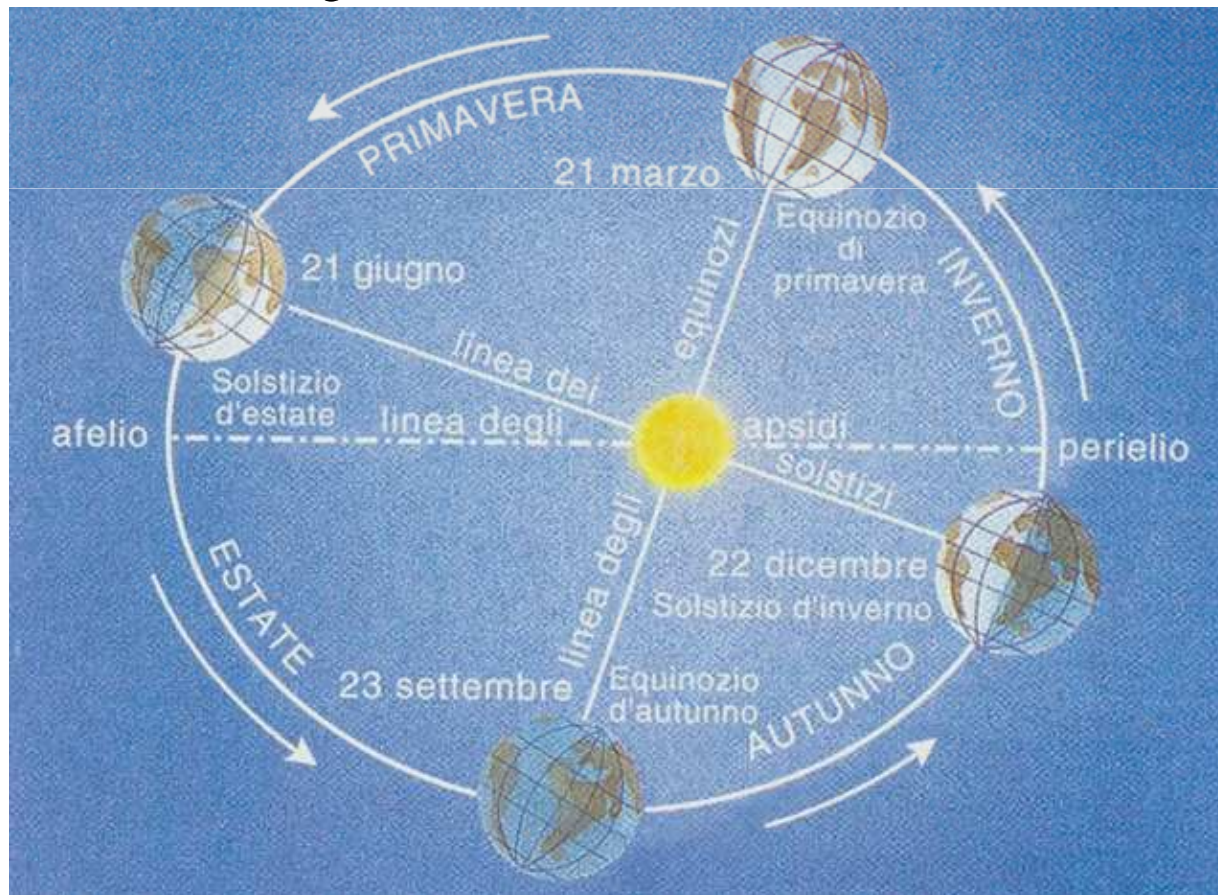 PRIMAVERA
21 marzo
Equinozio
di
primavera
INVERNO
21 giugno
Solstizio
d'estate
linea dei
solstizi
linea degli
equinozi
afelio
linea degli
apsidi
perielio
ESTATE
22 dicembre
Solstizio d'inverno
23 settembre
Equinozio
d'autunno
AUTUNNO